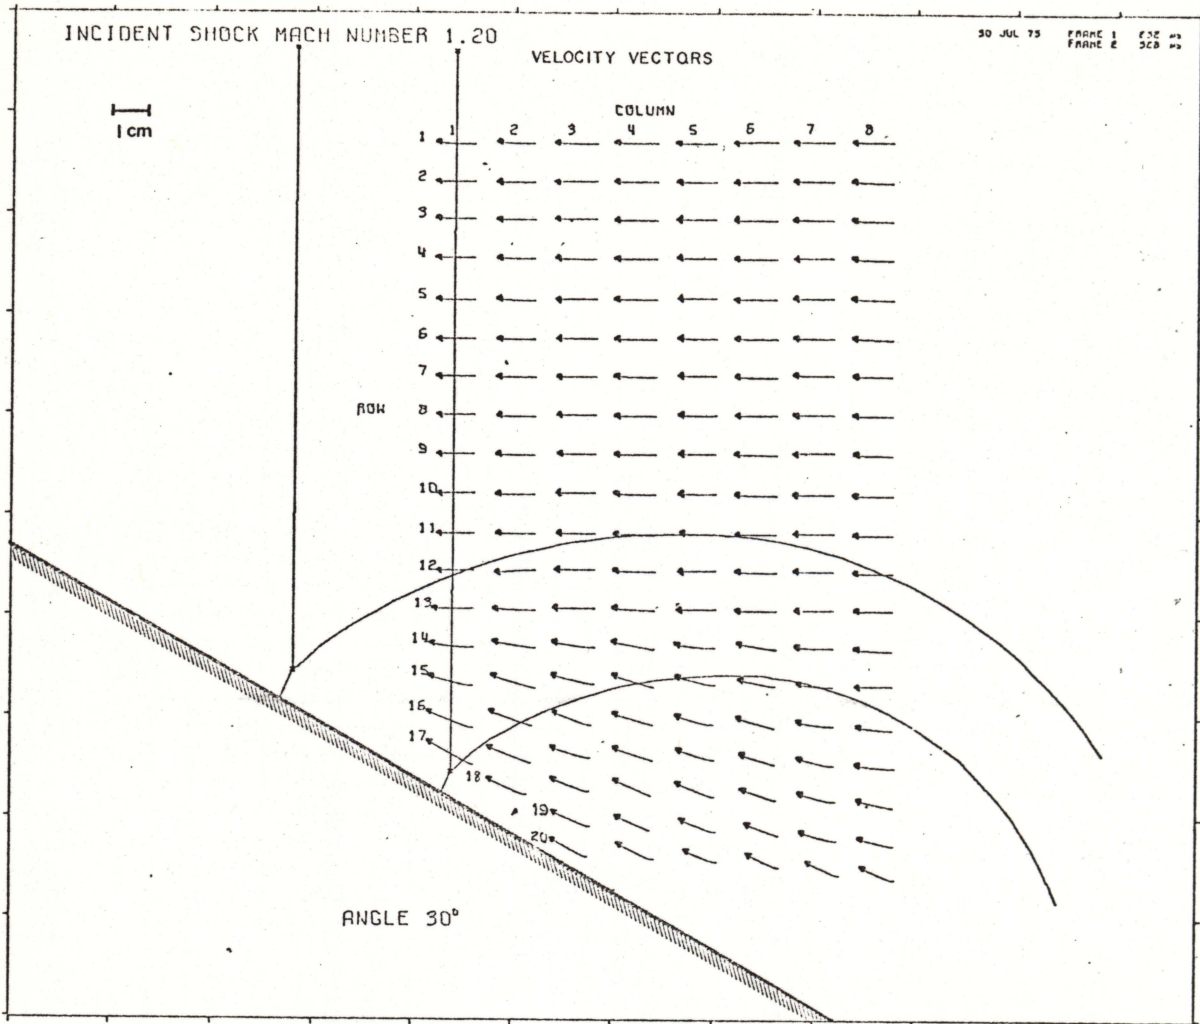 INCIDENT SHOCK MACH NUMBER 1.20
30 JUL 75 FRAME 1
FRAME 2
VELOCITY VECTORS
1 cm
COLUMN
1 2 3 4 5 6 7 8
1
2
3
4
5
6
7
ROW 8
9
10
11
12
13
14
15
16
17
18
19
20
ANGLE 30°